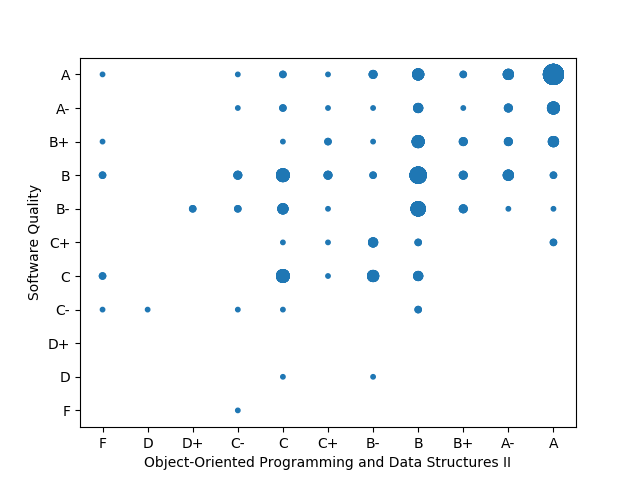 Software Quality
A
A-
B+
B
B-
C+
C
C-
D+
D
F
F D D+ C- C C+ B- B B+ A- A
Object-Oriented Programming and Data Structures II